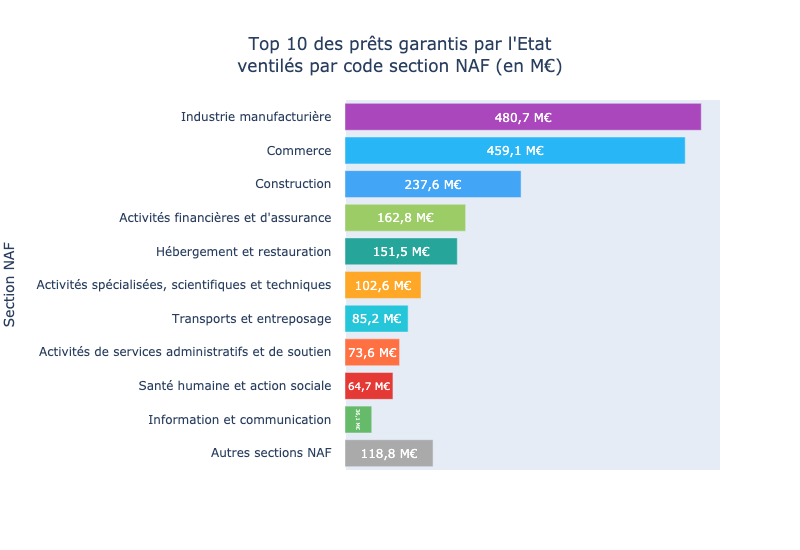 Top 10 des prêts garantis par l'Etat
ventilés par code section NAF (en M€)
Section NAF
Industrie manufacturière 480,7 M€
Commerce 459,1 M€
Construction 237,6 M€
Activités financières et d'assurance 162,8 M€
Hébergement et restauration 151,5 M€
Activités spécialisées, scientifiques et techniques 102,6 M€
Transports et entreposage 85,2 M€
Activités de services administratifs et de soutien 73,6 M€
Santé humaine et action sociale 64,7 M€
Information et communication
Autres sections NAF 118,8 M€